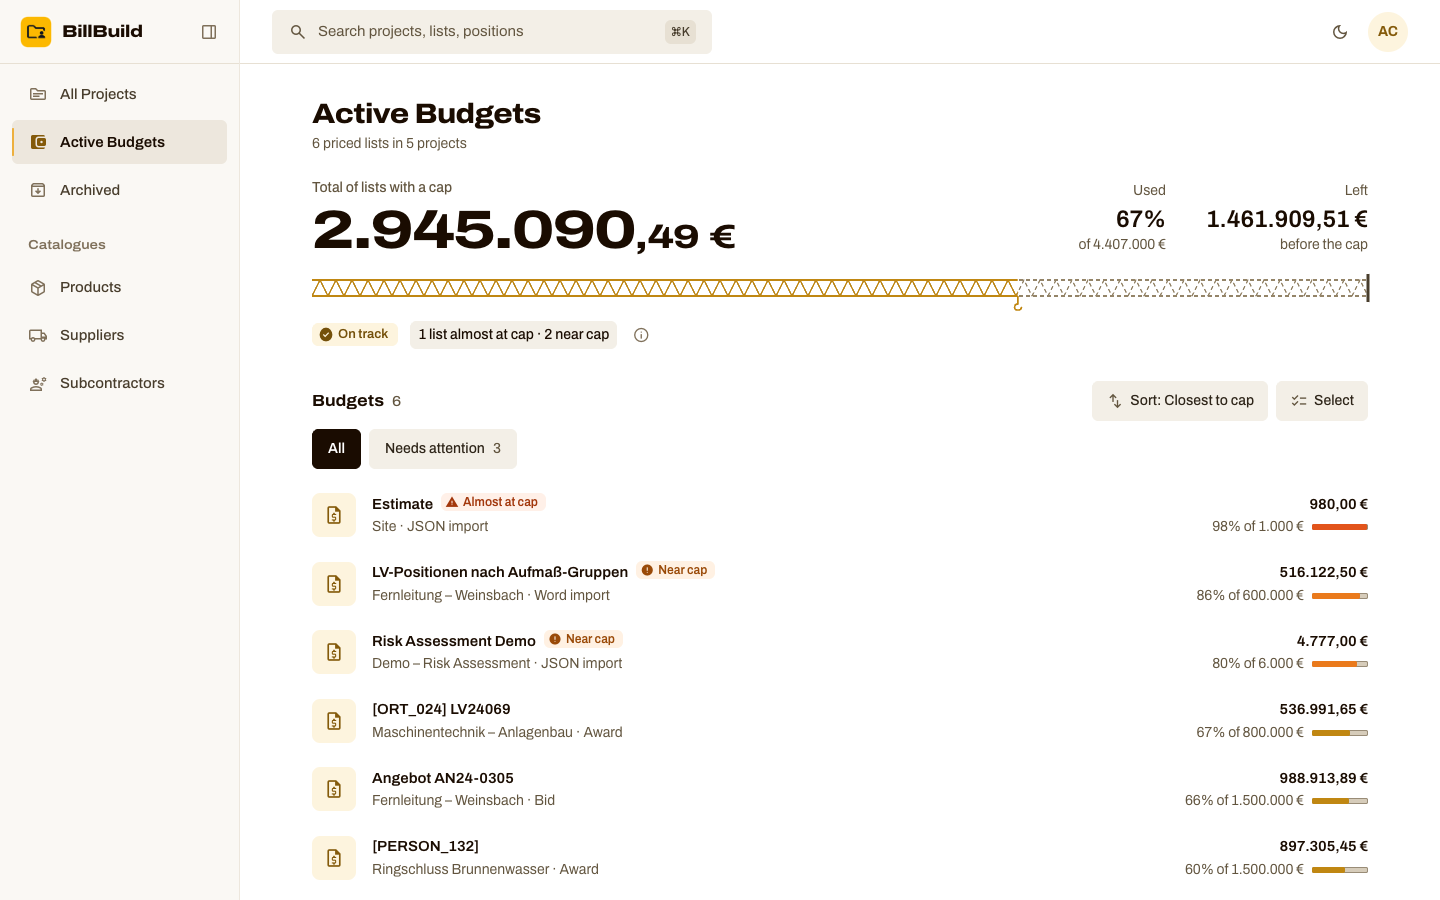 BillBuild
Search projects, lists, positions
⌘K
AC
All Projects
Active Budgets
Archived
Catalogues
Products
Suppliers
Subcontractors
Active Budgets
6 priced lists in 5 projects
Total of lists with a cap
2.945.090,49 €
Used
67%
of 4.407.000 €
Left
1.461.909,51 €
before the cap
On track
1 list almost at cap · 2 near cap
Budgets 6
Sort: Closest to cap
Select
All
Needs attention 3
Estimate Almost at cap 980,00 €
Site · JSON import 98% of 1.000 €
LV-Positionen nach Aufmaß-Gruppen Near cap 516.122,50 €
Fernleitung – Weinsbach · Word import 86% of 600.000 €
Risk Assessment Demo Near cap 4.777,00 €
Demo – Risk Assessment · JSON import 80% of 6.000 €
[ORT_024] LV24069 536.991,65 €
Maschinentechnik – Anlagenbau · Award 67% of 800.000 €
Angebot AN24-0305 988.913,89 €
Fernleitung – Weinsbach · Bid 66% of 1.500.000 €
[PERSON_132] 897.305,45 €
Ringschluss Brunnenwasser · Award 60% of 1.500.000 €